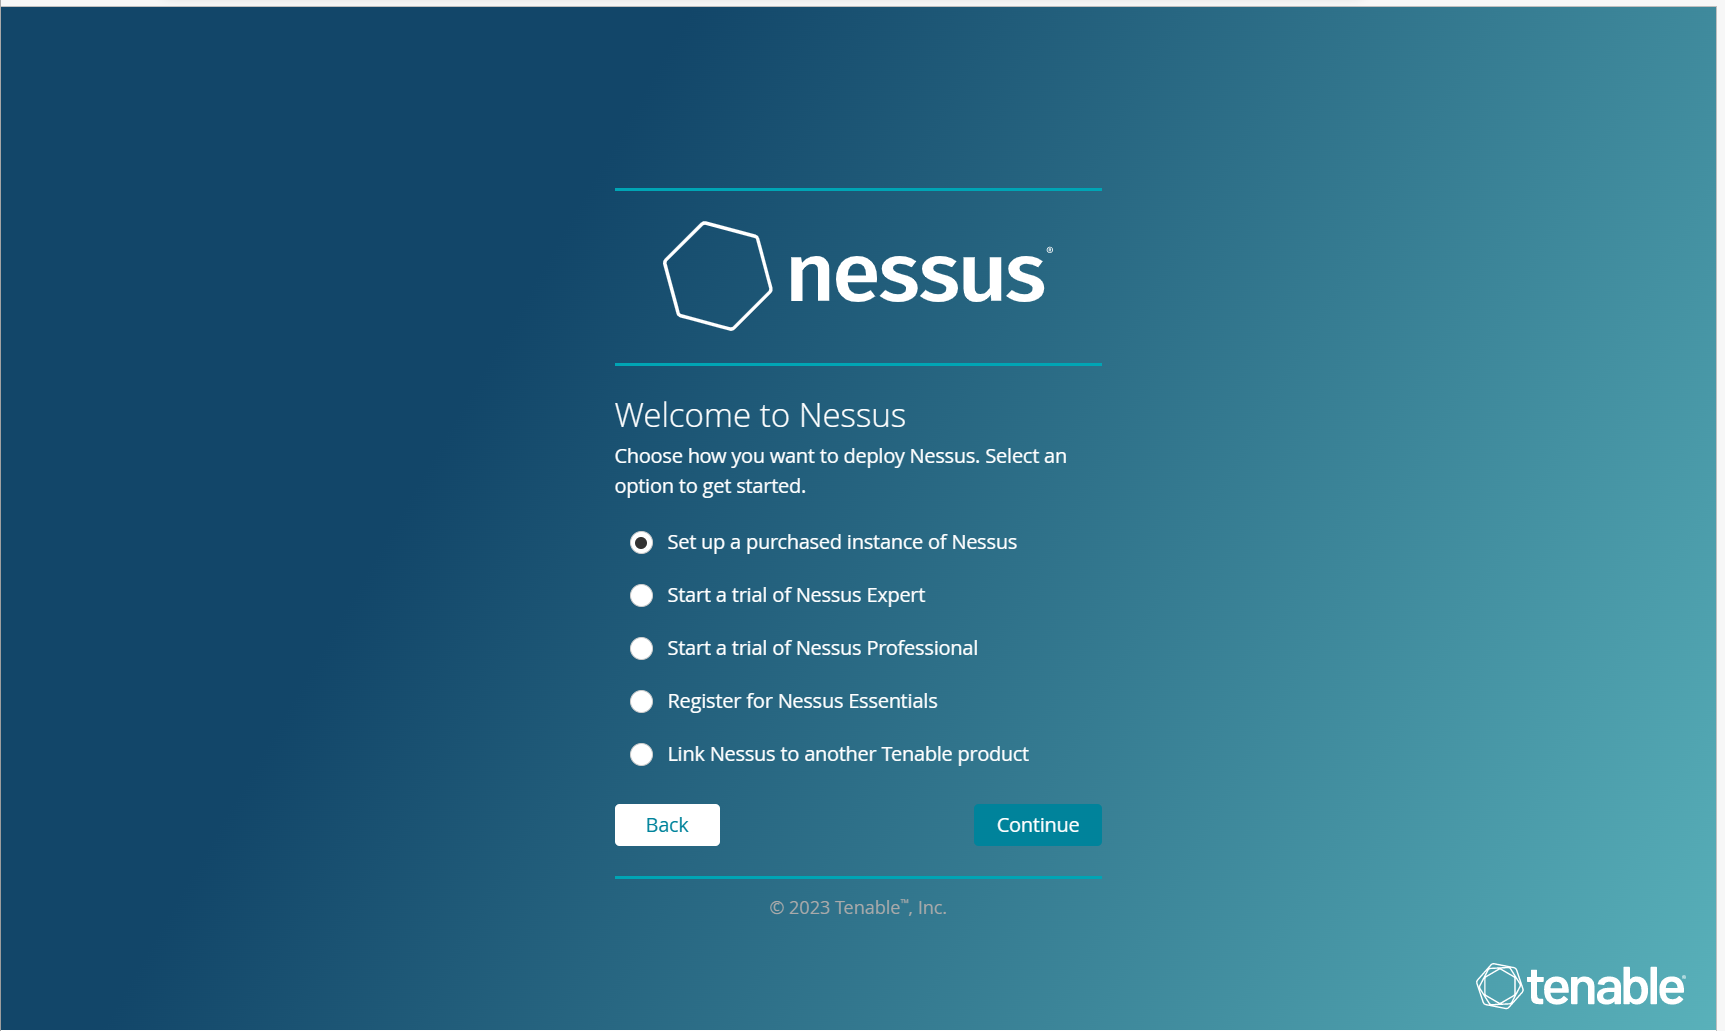 nessus®
Welcome to Nessus
Choose how you want to deploy Nessus. Select an
option to get started.
Set up a purchased instance of Nessus
Start a trial of Nessus Expert
Start a trial of Nessus Professional
Register for Nessus Essentials
Link Nessus to another Tenable product
Back
Continue
© 2023 Tenable™, Inc.
tenable®